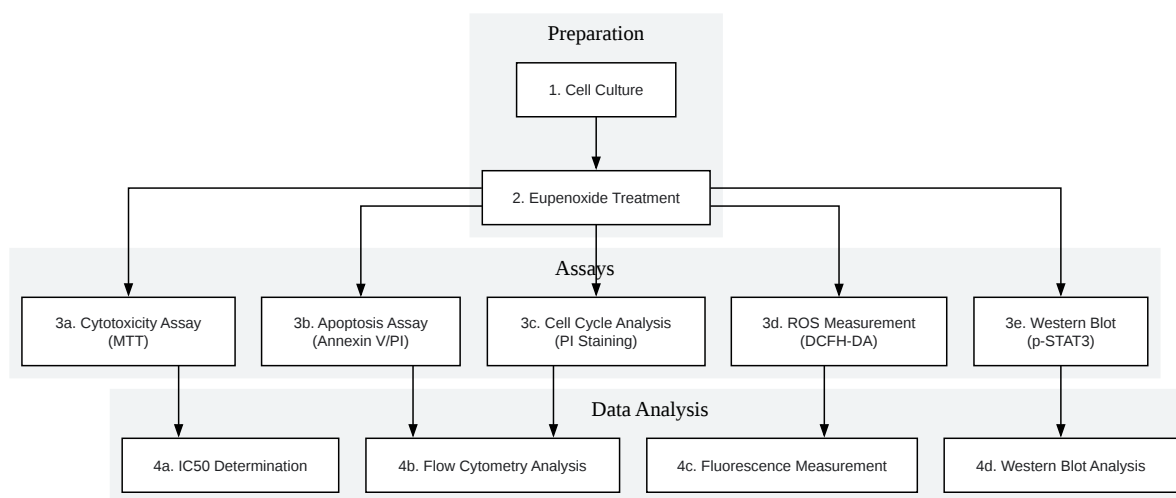 Preparation
1. Cell Culture
2. Eupenoxide Treatment
Assays
3a. Cytotoxicity Assay
(MTT)
3b. Apoptosis Assay
(Annexin V/PI)
3c. Cell Cycle Analysis
(PI Staining)
3d. ROS Measurement
(DCFH-DA)
3e. Western Blot
(p-STAT3)
Data Analysis
4a. IC50 Determination
4b. Flow Cytometry Analysis
4c. Fluorescence Measurement
4d. Western Blot Analysis